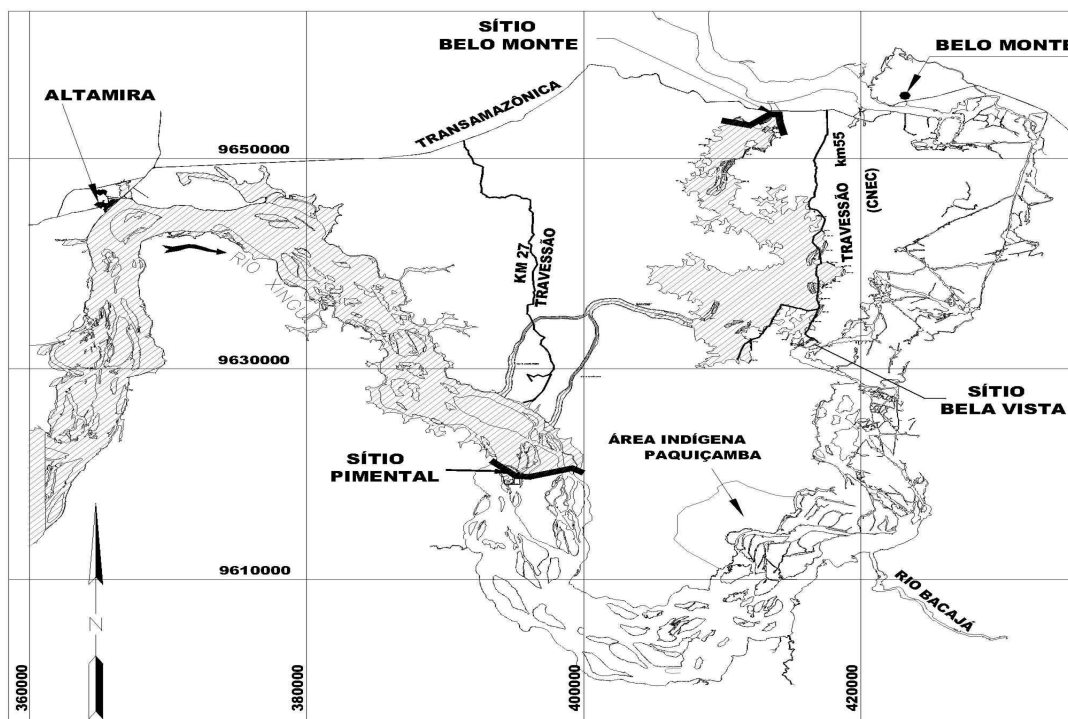 SÍTIO
BELO MONTE
BELO MONTE
ALTAMIRA
TRANSAMAZÔNICA
9650000
TRAVESSÃO km55
(CNEC)
KM 27
TRAVESSÃO
RIO
XINGU
9630000
SÍTIO
BELA VISTA
ÁREA INDÍGENA
PAQUIÇAMBA
SÍTIO
PIMENTAL
9610000
RIO BACAJÁ
N
360000
380000
400000
420000